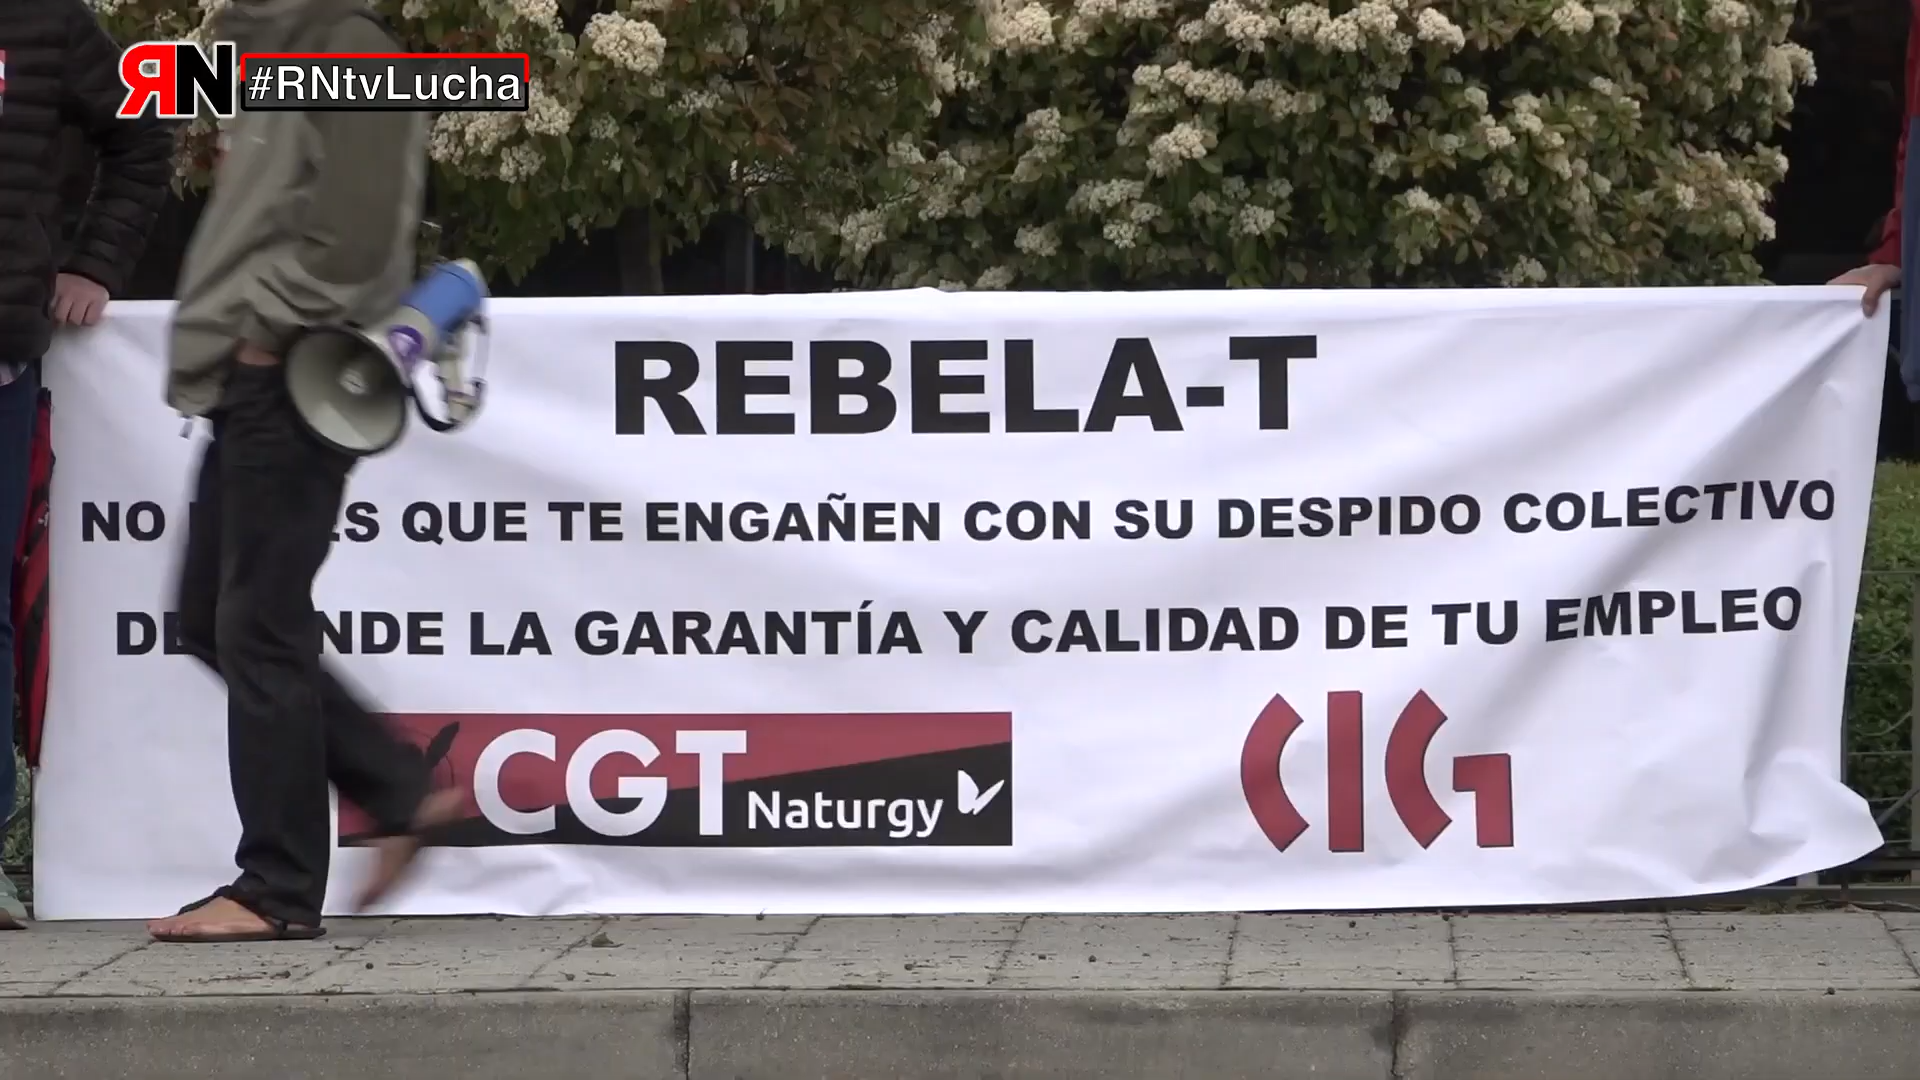 RN #RNtvLucha
REBELA-T
NO QUE TE ENGAÑEN CON SU DESPIDO COLECTIVO
LA GARANTÍA Y CALIDAD DE TU EMPLEO
CGT Naturgy
CIG